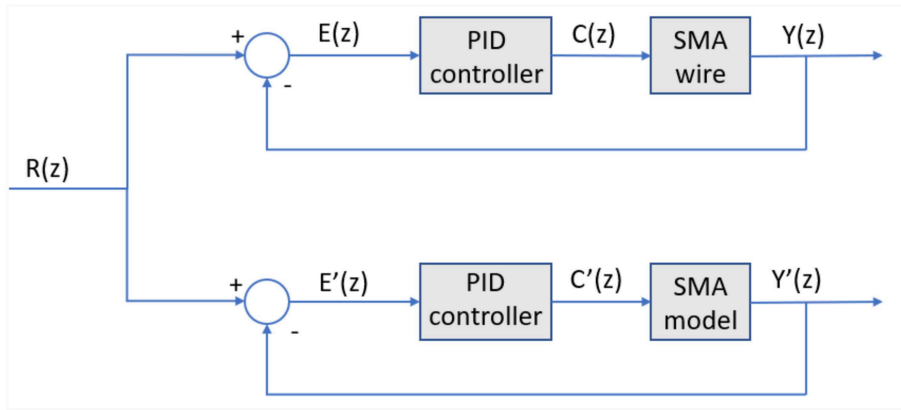 +
E(z)
PID
controller
C(z)
SMA
wire
Y(z)
-
R(z)
+
E’(z)
PID
controller
C’(z)
SMA
model
Y’(z)
-